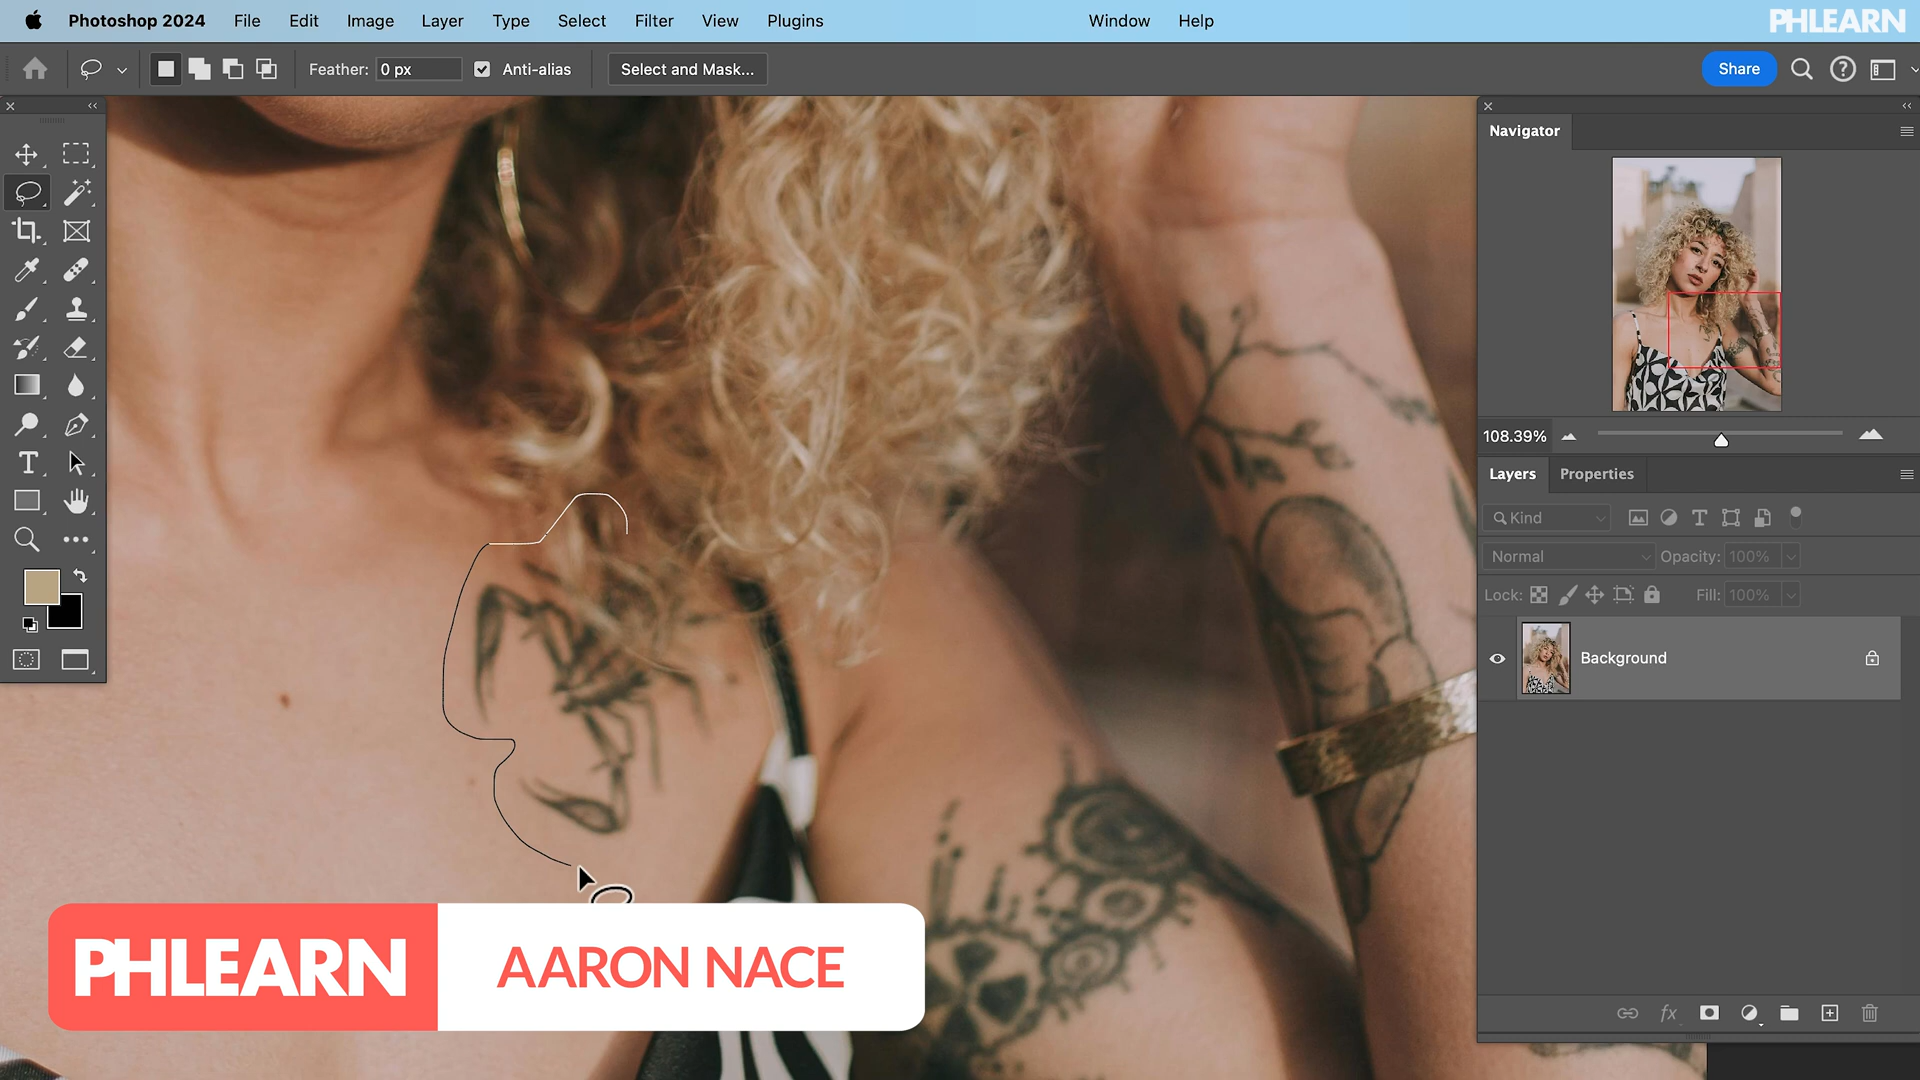 Photoshop 2024 File Edit Image Layer Type Select Filter View Plugins Window Help PHLEARN
Feather: 0 px Anti-alias Select and Mask... Share
Navigator
108.39%
Layers Properties
Kind
Normal Opacity: 100%
Lock: Fill: 100%
Background
fx
PHLEARN AARON NACE